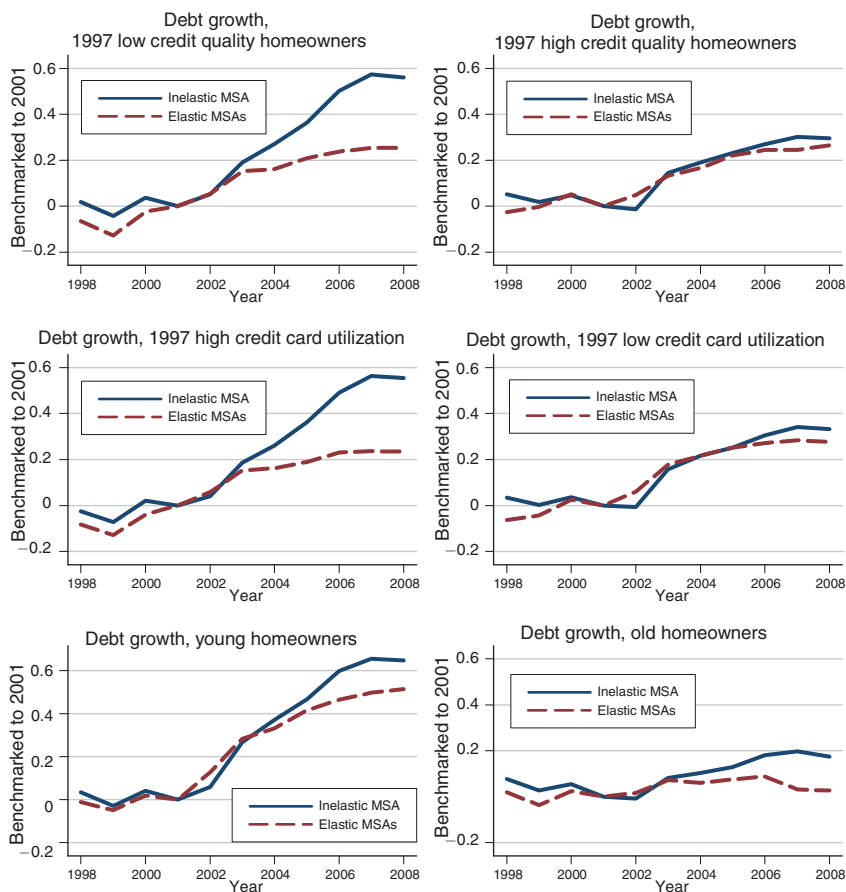 Debt growth,
1997 low credit quality homeowners
Benchmarked to 2001
0.6
0.4
0.2
0
−0.2
Inelastic MSA
Elastic MSAs
1998 2000 2002 2004 2006 2008
Year
Debt growth,
1997 high credit quality homeowners
Benchmarked to 2001
0.6
0.4
0.2
0
−0.2
Inelastic MSA
Elastic MSAs
1998 2000 2002 2004 2006 2008
Year
Debt growth, 1997 high credit card utilization
Benchmarked to 2001
0.6
0.4
0.2
0
−0.2
Inelastic MSA
Elastic MSAs
1998 2000 2002 2004 2006 2008
Year
Debt growth, 1997 low credit card utilization
Benchmarked to 2001
0.6
0.4
0.2
0
−0.2
Inelastic MSA
Elastic MSAs
1998 2000 2002 2004 2006 2008
Year
Debt growth, young homeowners
Benchmarked to 2001
0.6
0.4
0.2
0
−0.2
Inelastic MSA
Elastic MSAs
1998 2000 2002 2004 2006 2008
Year
Debt growth, old homeowners
Benchmarked to 2001
0.6
0.2
−0.2
Inelastic MSA
Elastic MSAs
1998 2000 2002 2004 2006 2008
Year